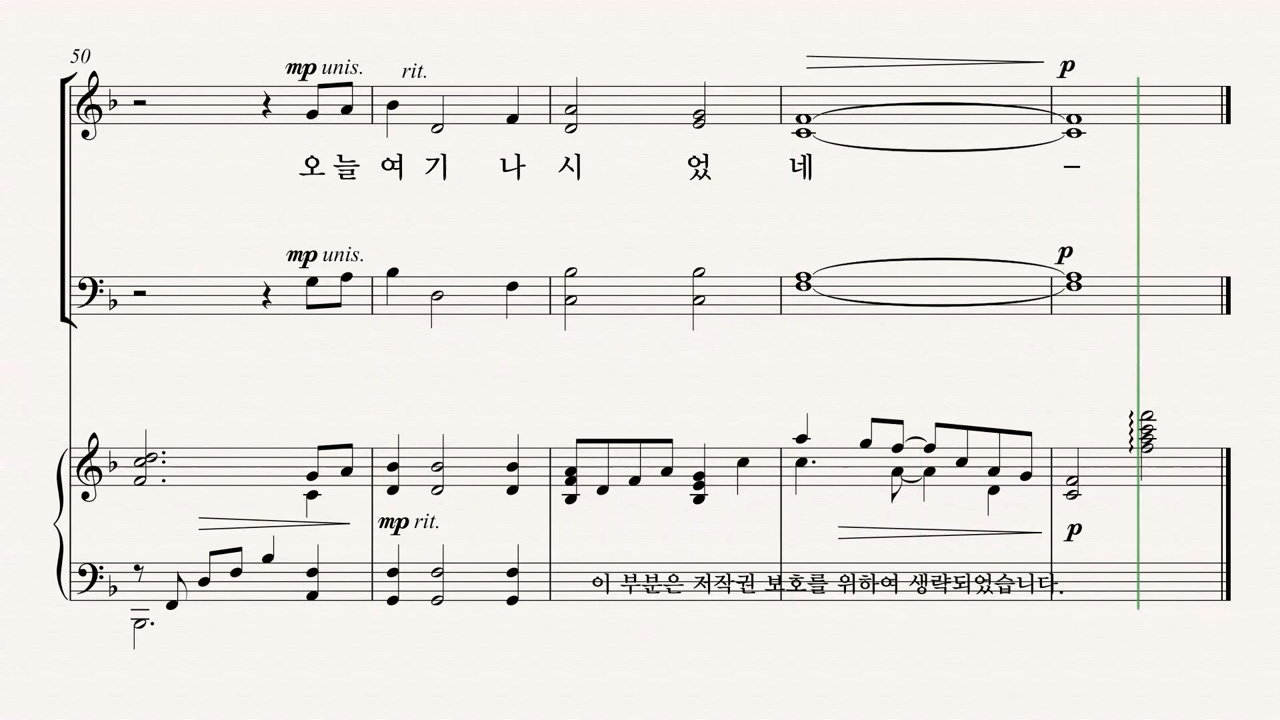 50
mp unis. rit. p
오늘 여 기 나 시 었 네 –
mp unis. p
mp rit. p
이 부분은 저작권 보호를 위하여 생략되었습니다.